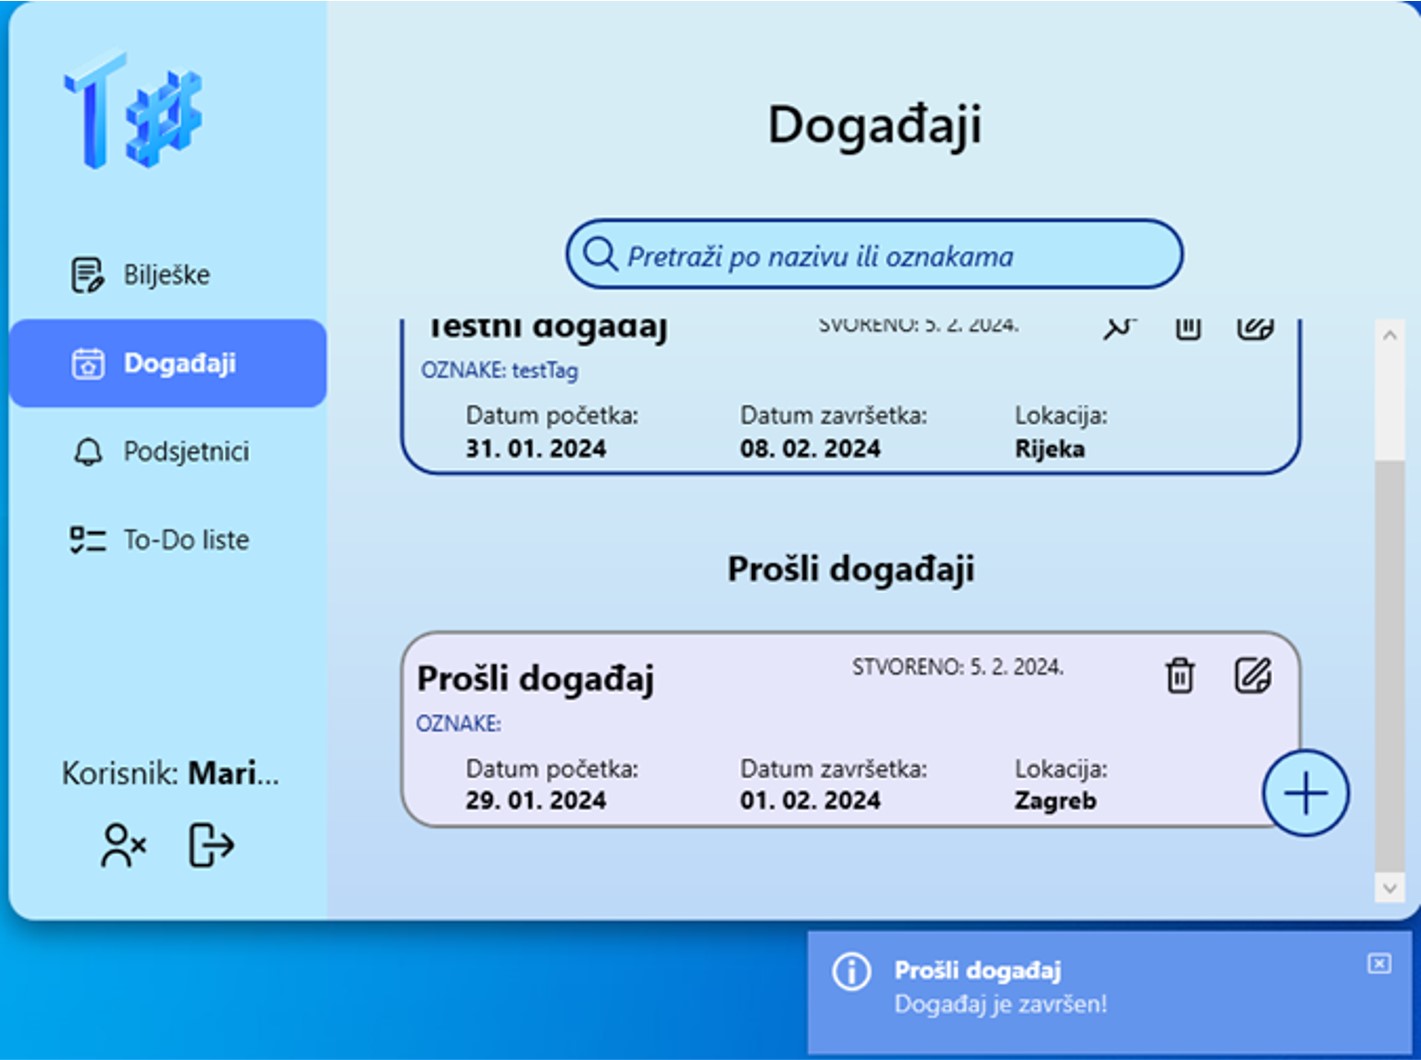 T#
Događaji
Pretraži po nazivu ili oznakama
Bilješke
Događaji
Podsjetnici
To-Do liste
Korisnik: Mari...
Testni događaj
SVORENO: 5. 2. 2024.
OZNAKE: testTag
Datum početka: Datum završetka: Lokacija:
31. 01. 2024 08. 02. 2024 Rijeka
Prošli događaji
Prošli događaj
STVORENO: 5. 2. 2024.
OZNAKE:
Datum početka: Datum završetka: Lokacija:
29. 01. 2024 01. 02. 2024 Zagreb
Prošli događaj
Događaj je završen!